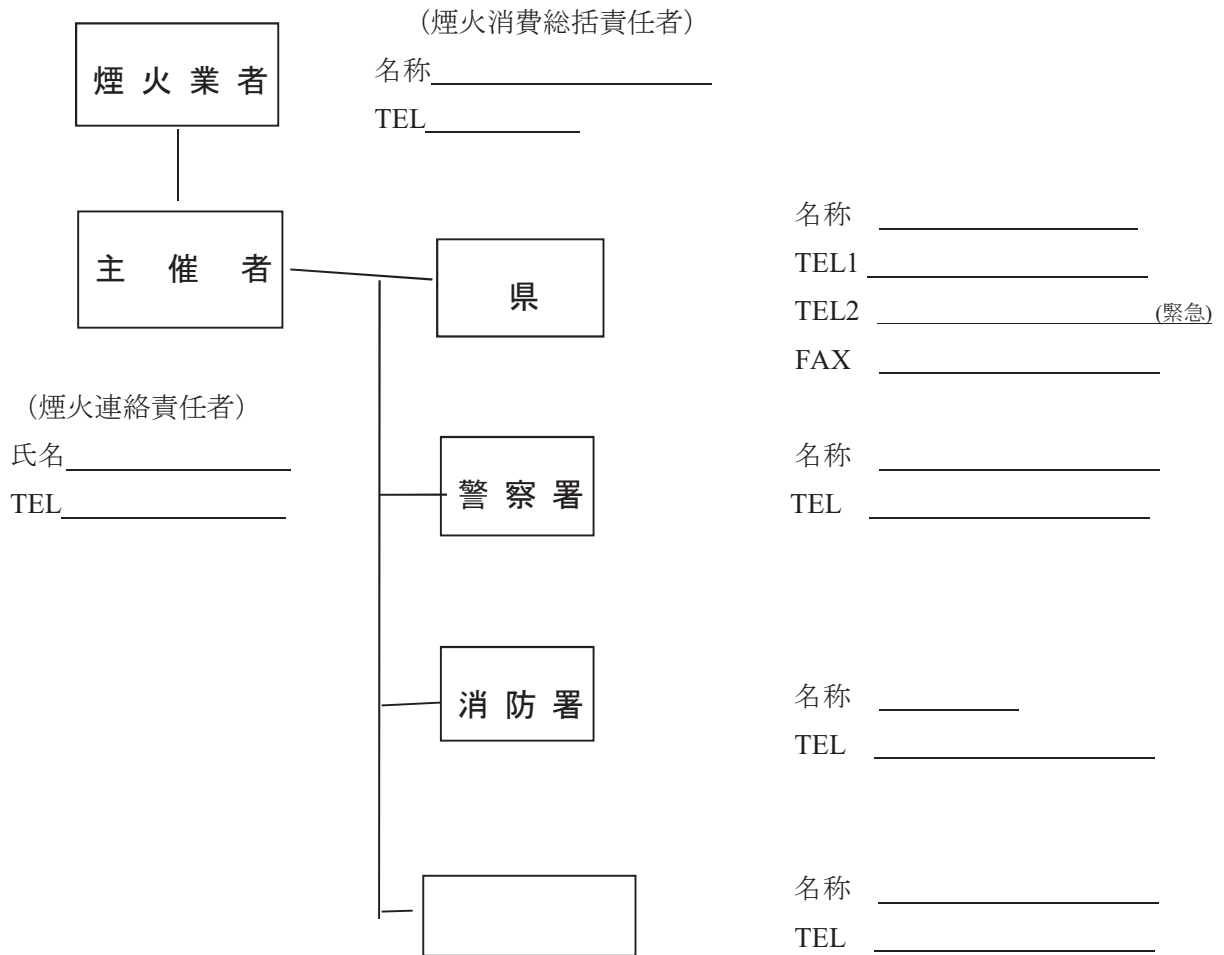 (煙火消費総括責任者)
煙 火 業 者
名称
TEL
主 催 者
県
名称
TEL1
TEL2 (緊急)
FAX
(煙火連絡責任者)
氏名
TEL
警 察 署
名称
TEL
消 防 署
名称
TEL
名称
TEL